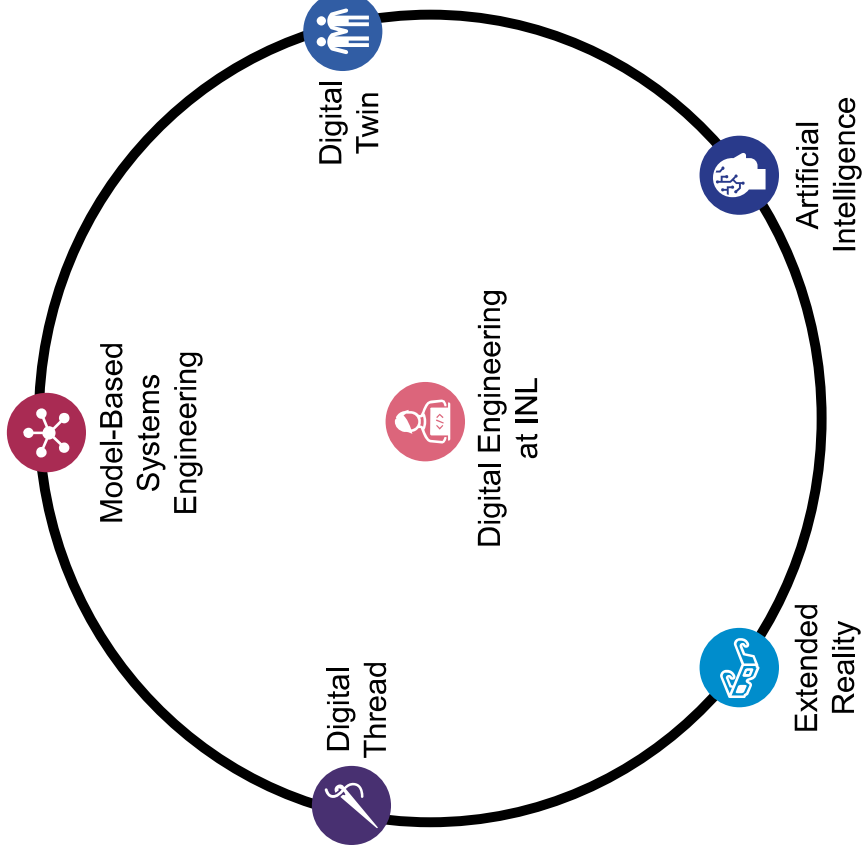 Model-Based
Systems
Engineering
Digital
Twin
Artificial
Intelligence
Extended
Reality
Digital
Thread
Digital Engineering
at INL